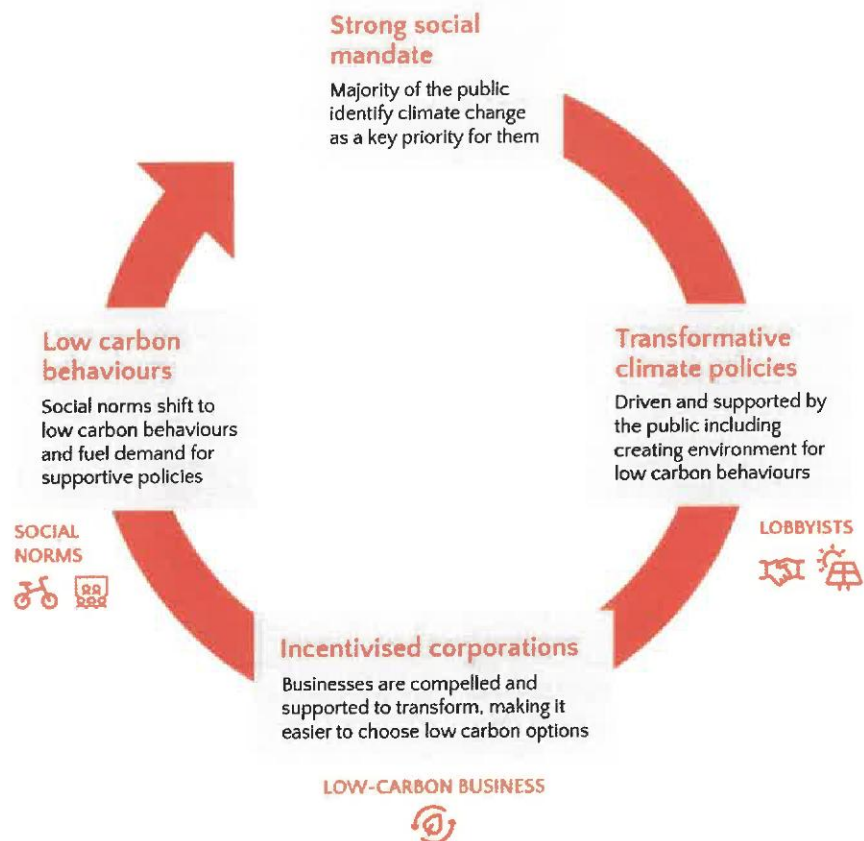 Strong social
mandate
Majority of the public
identify climate change
as a key priority for them
Transformative
climate policies
Driven and supported by
the public including
creating environment for
low carbon behaviours
LOBBYISTS
Incentivised corporations
Businesses are compelled and
supported to transform, making it
easier to choose low carbon options
LOW-CARBON BUSINESS
Low carbon
behaviours
Social norms shift to
low carbon behaviours
and fuel demand for
supportive policies
SOCIAL
NORMS